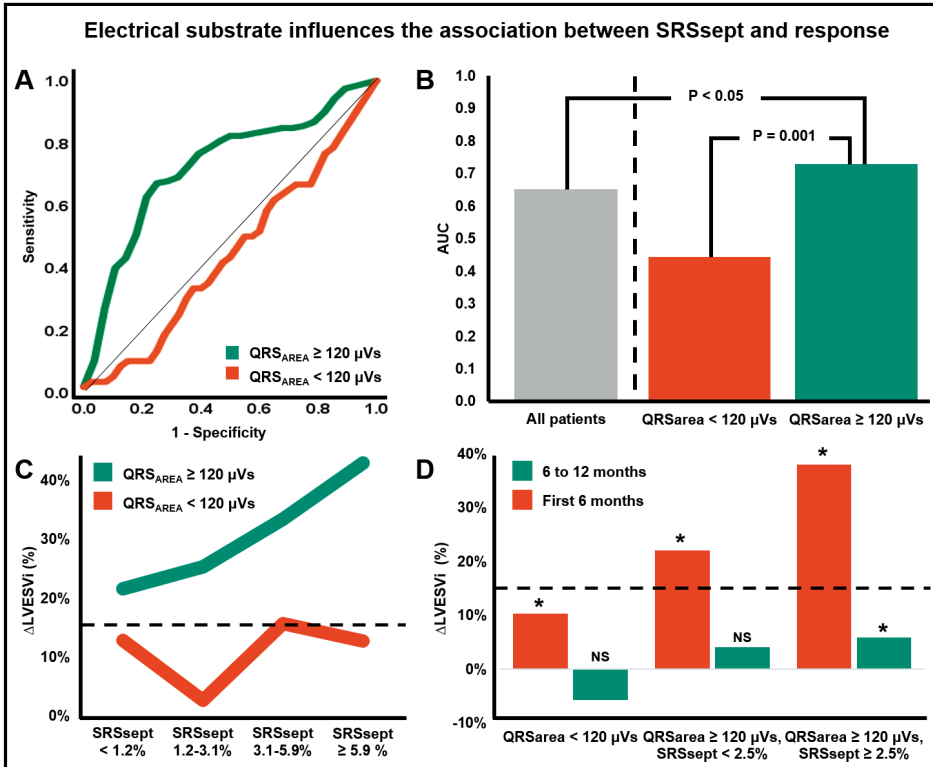 Electrical substrate influences the association between SRSsept and response
A
1.0
0.8
0.6
0.4
0.2
0.0
Sensitivity
0.0 0.2 0.4 0.6 0.8 1.0
1 - Specificity
QRSAREA ≥ 120 µVs
QRSAREA < 120 µVs
B
1.0
0.9
0.8
0.7
0.6
0.5
0.4
0.3
0.2
0.1
0.0
AUC
P < 0.05
P = 0.001
All patients QRSarea < 120 µVs QRSarea ≥ 120 µVs
C
QRSAREA ≥ 120 µVs
QRSAREA < 120 µVs
40%
30%
20%
10%
0%
ΔLVESVi (%)
SRSsept SRSsept SRSsept SRSsept
< 1.2% 1.2-3.1% 3.1-5.9% ≥ 5.9 %
D
6 to 12 months
First 6 months
40%
30%
20%
10%
0%
-10%
ΔLVESVi (%)
* NS * NS * *
QRSarea < 120 µVs QRSarea ≥ 120 µVs, QRSarea ≥ 120 µVs,
SRSsept < 2.5% SRSsept ≥ 2.5%